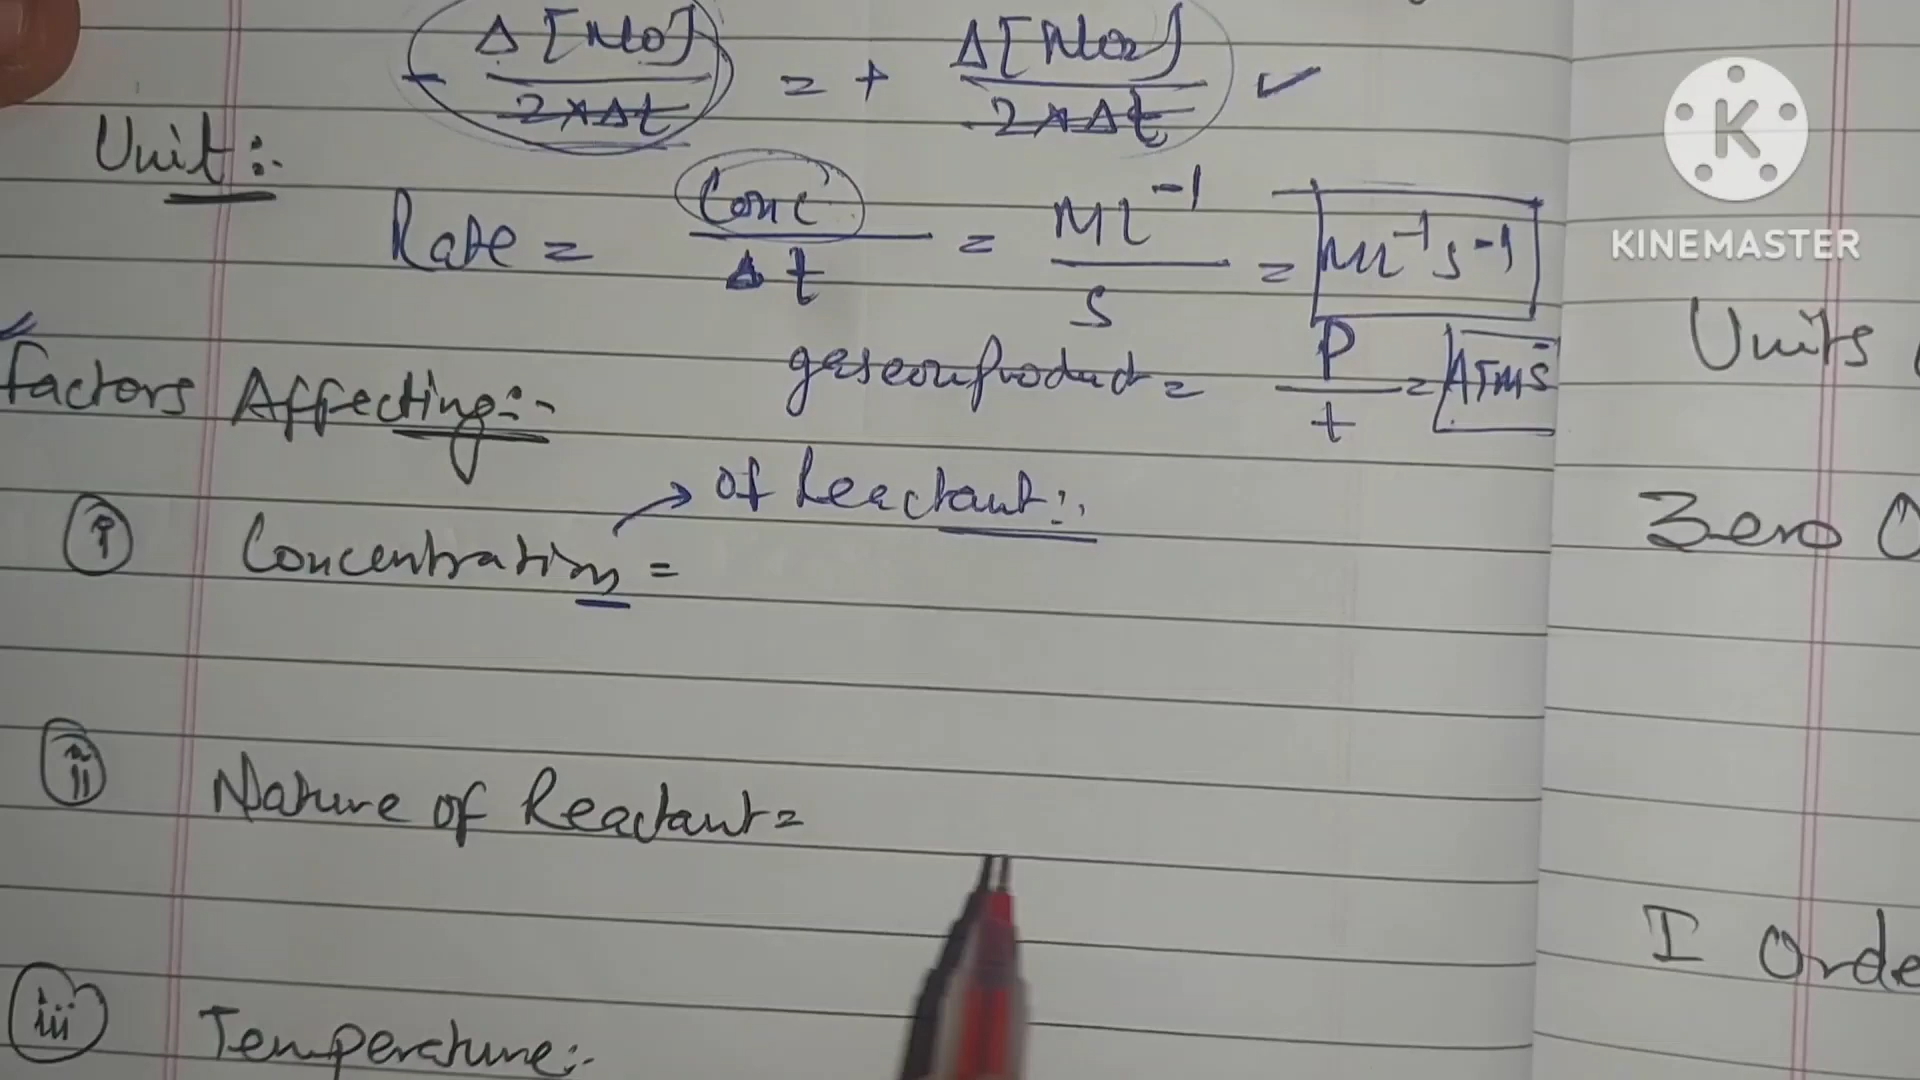 - Δ[NO] / 2×Δt = + Δ[NO2] / 2×Δt ✓
Unit :-
Rate = Conc / Δt = ML⁻¹ / S = ML⁻¹s⁻¹
gaseous product = P / t = ATMS⁻
Factors Affecting :-
(i) Concentration = → of Reactant :-
(ii) Nature of Reactant =
(iii) Temperature :-
KINEMASTER
Units
Zero O
I Orde